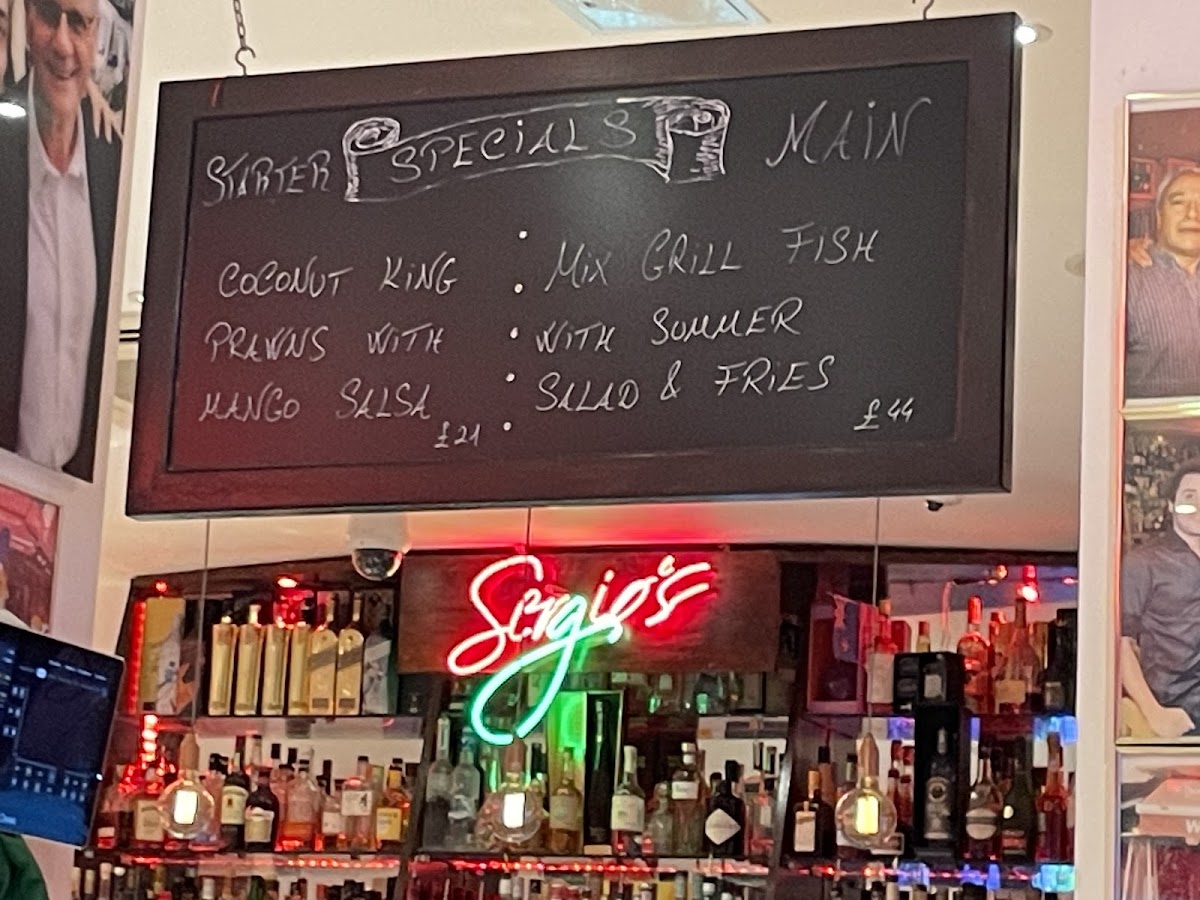 STARTER SPECiALS MAiN
COCONUT KiNG
PRAWNS WiTH
MANGO SALSA
£21
MiX GRiLL FISH
WiTH SUMMER
SALAD & FRiES
£44
Sergio's